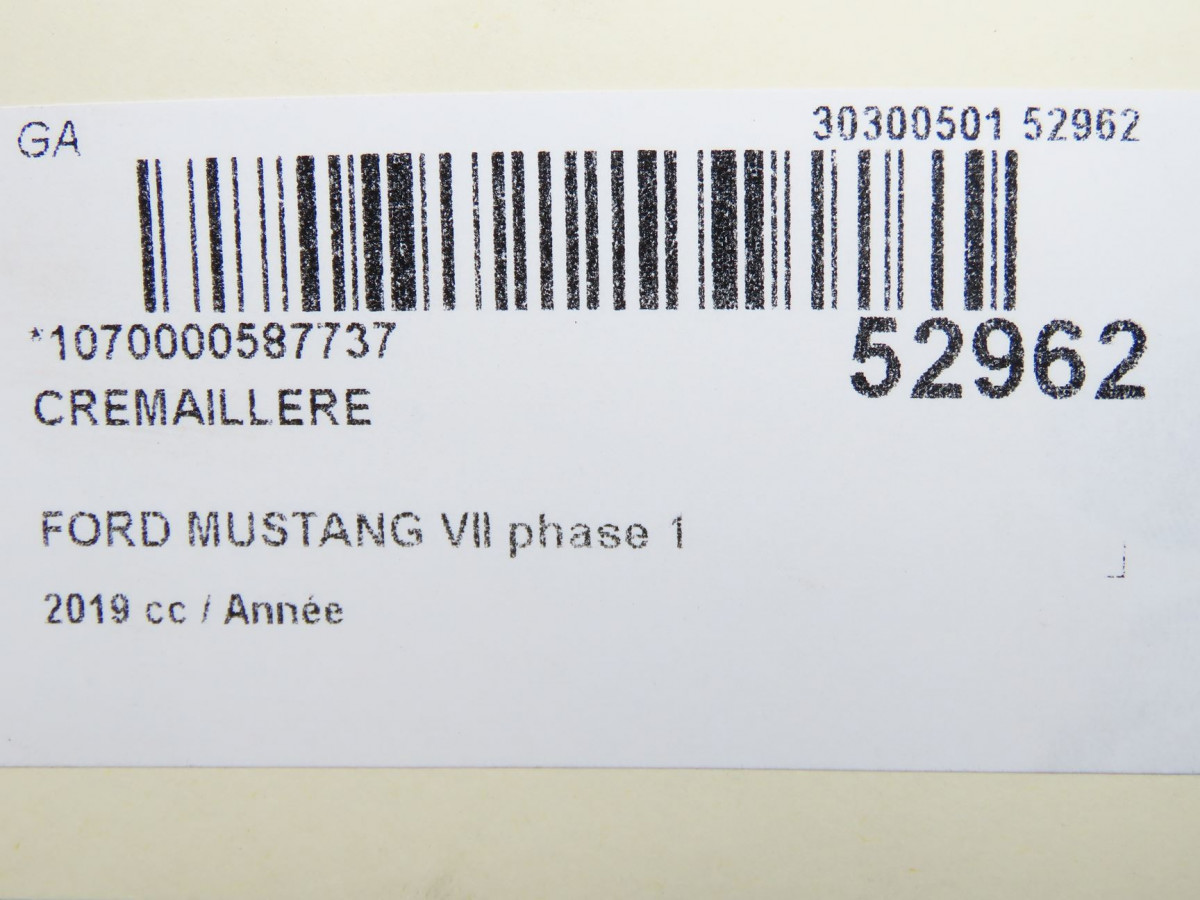 GA
30300501 52962
*1070000587737
52962
CREMAILLERE
FORD MUSTANG VII phase 1
2019 cc / Année